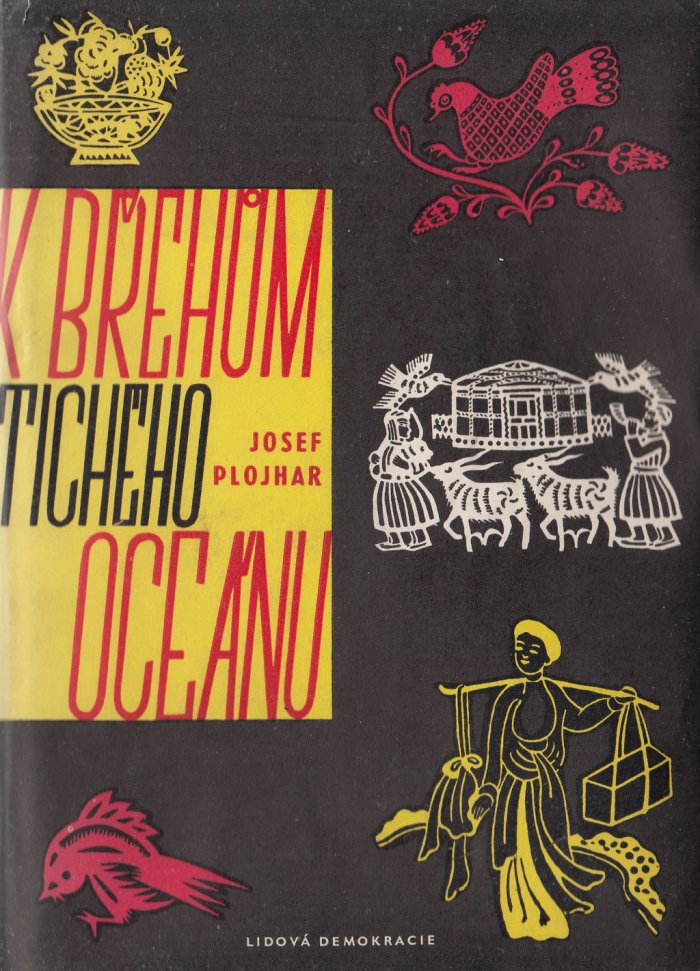 K BŘEHŮM
TICHÉHO
JOSEF
PLOJHAR
OCEÁNU
LIDOVÁ DEMOKRACIE